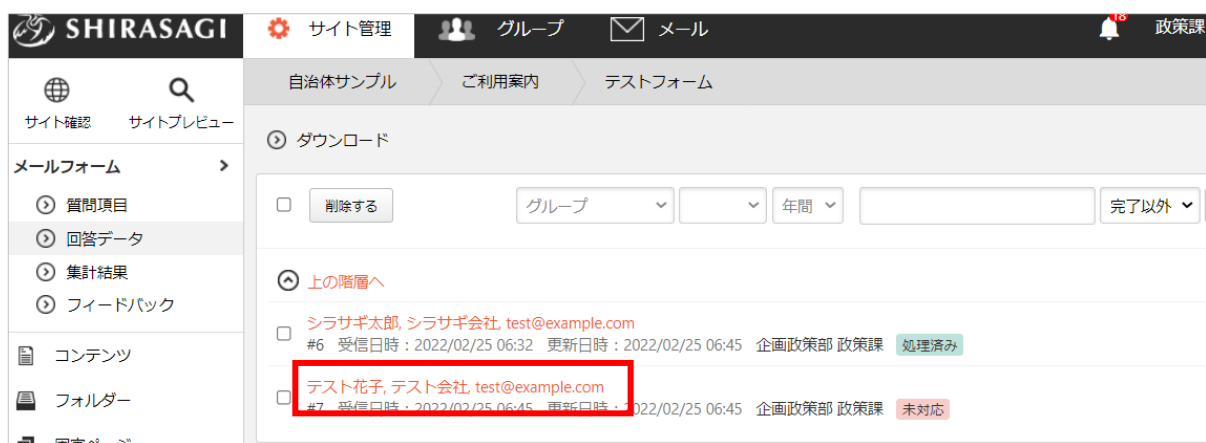 SHIRASAGI
サイト管理
グループ
メール
18
政策課
サイト確認
サイトプレビュー
自治体サンプル
ご利用案内
テストフォーム
ダウンロード
メールフォーム
質問項目
回答データ
集計結果
フィードバック
コンテンツ
フォルダー
削除する
グループ
年間
完了以外
上の階層へ
シラサギ太郎, シラサギ会社, test@example.com
#6 受信日時：2022/02/25 06:32 更新日時：2022/02/25 06:45 企画政策部 政策課 処理済み
テスト花子, テスト会社, test@example.com
#7 受信日時：2022/02/25 06:45 更新日時：2022/02/25 06:45 企画政策部 政策課 未対応